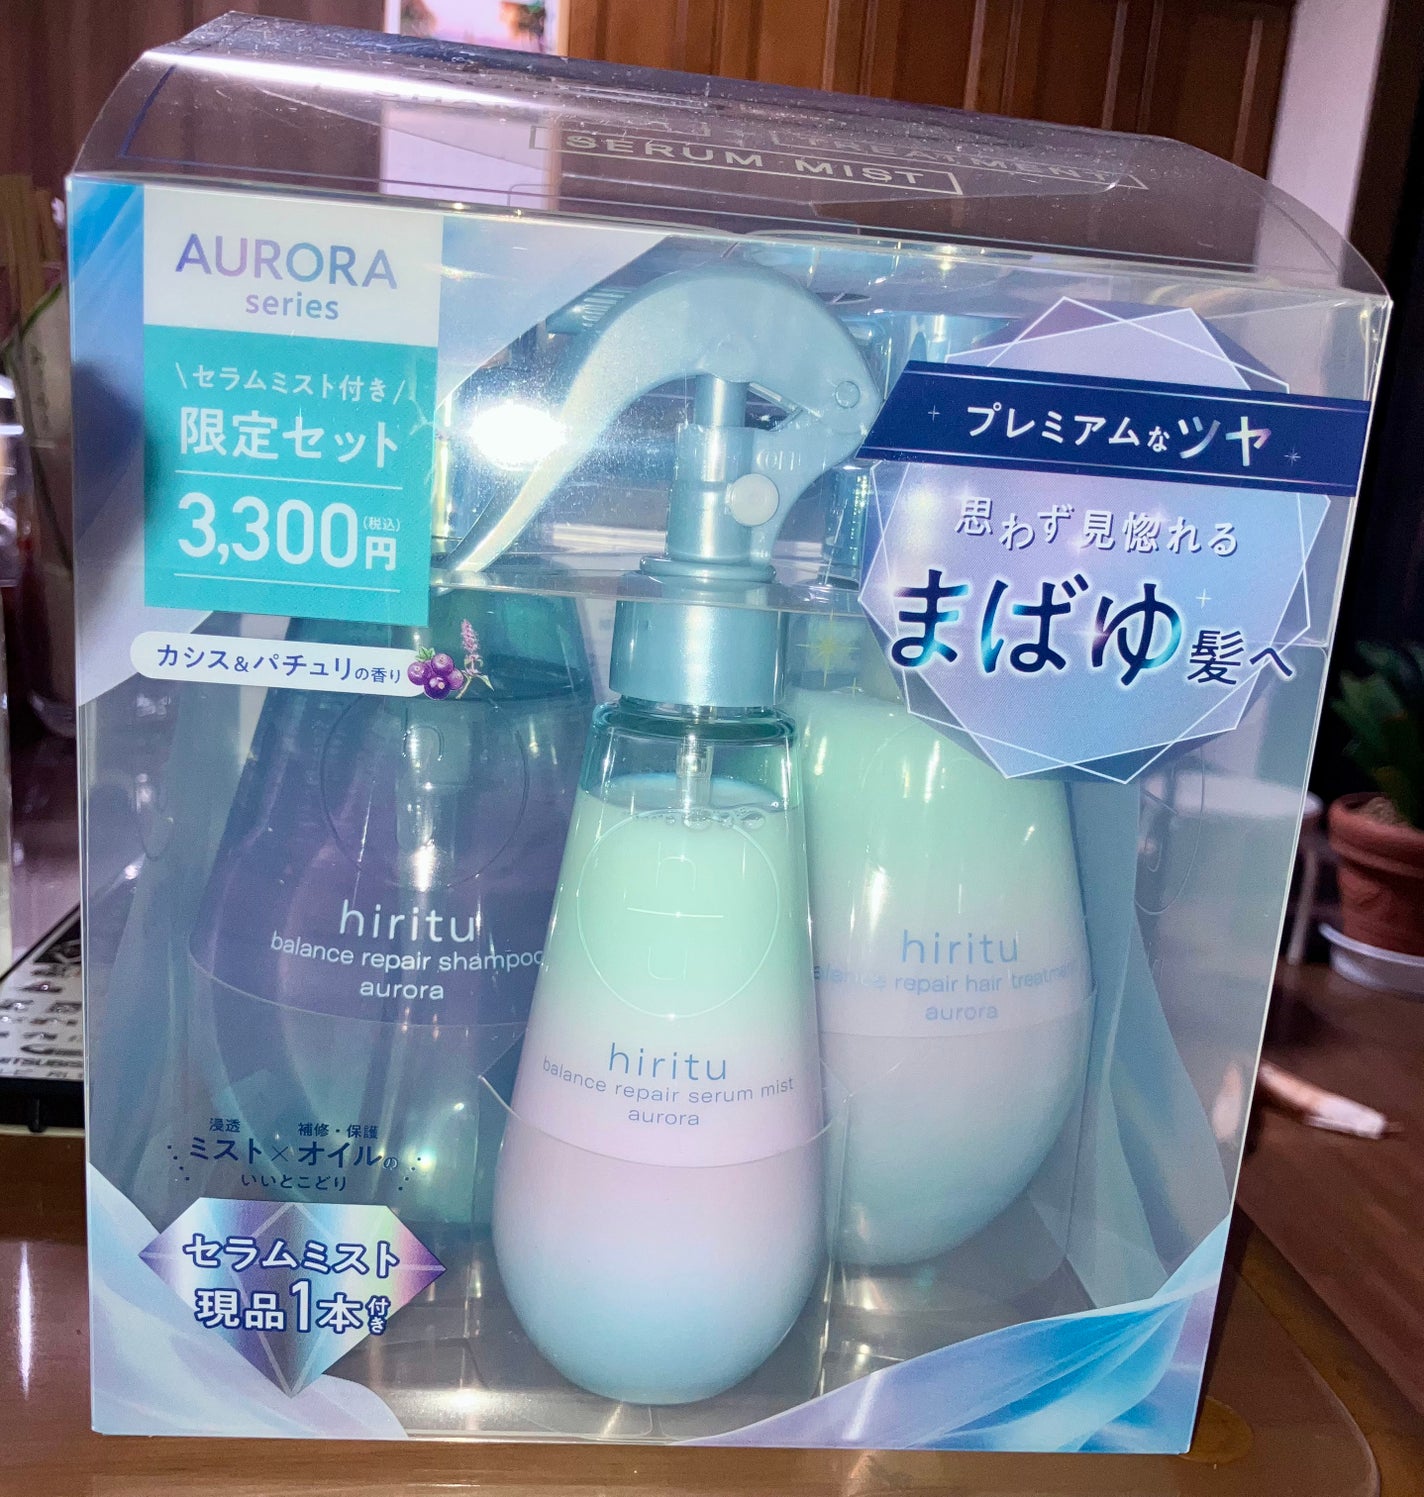 SERUM MIST
TREATMENT
AURORA
series
\セラムミスト付き/
限定セット
3,300円(税込)
カシス&パチュリの香り
プレミアムなツヤ
思わず見惚れる
まばゆ髪へ
hiritu
balance repair shampoo
aurora
hiritu
balance repair serum mist
aurora
hiritu
balance repair hair treatment
aurora
浸透 補修・保護
ミスト×オイルの
いいとこどり
セラムミスト
現品1本付き